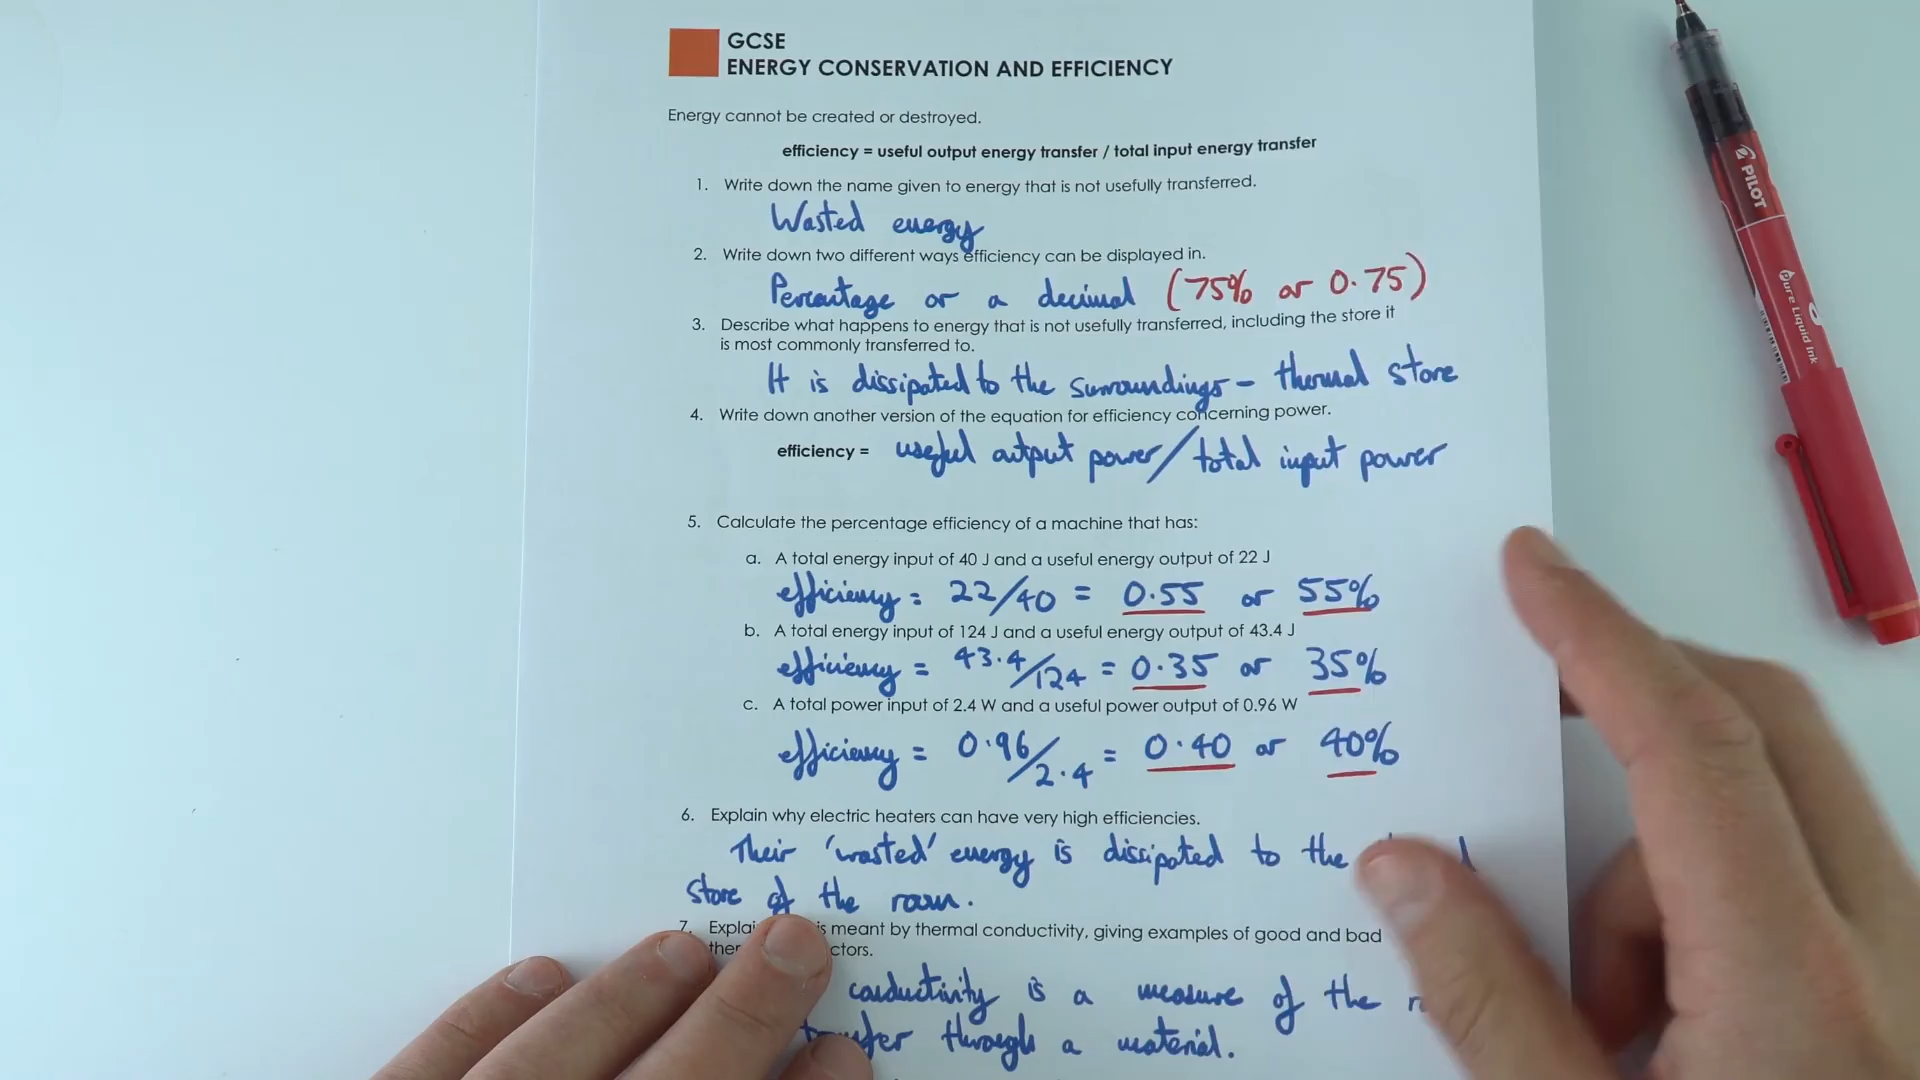 GCSE
ENERGY CONSERVATION AND EFFICIENCY
Energy cannot be created or destroyed.
efficiency = useful output energy transfer / total input energy transfer
1. Write down the name given to energy that is not usefully transferred.
Wasted energy
2. Write down two different ways efficiency can be displayed in.
Percentage or a decimal (75% or 0.75)
3. Describe what happens to energy that is not usefully transferred, including the store it
is most commonly transferred to.
It is dissipated to the surroundings - thermal store
4. Write down another version of the equation for efficiency concerning power.
efficiency = useful output power / total input power
5. Calculate the percentage efficiency of a machine that has:
a. A total energy input of 40 J and a useful energy output of 22 J
efficiency = 22/40 = 0.55 or 55%
b. A total energy input of 124 J and a useful energy output of 43.4 J
efficiency = 43.4/124 = 0.35 or 35%
c. A total power input of 2.4 W and a useful power output of 0.96 W
efficiency = 0.96/2.4 = 0.40 or 40%
6. Explain why electric heaters can have very high efficiencies.
Their 'wasted' energy is dissipated to the
store of the room.
7. is meant by thermal conductivity, giving examples of good and bad
conductivity is a measure of the
through a material.
PILOT
Pure Liquid Ink